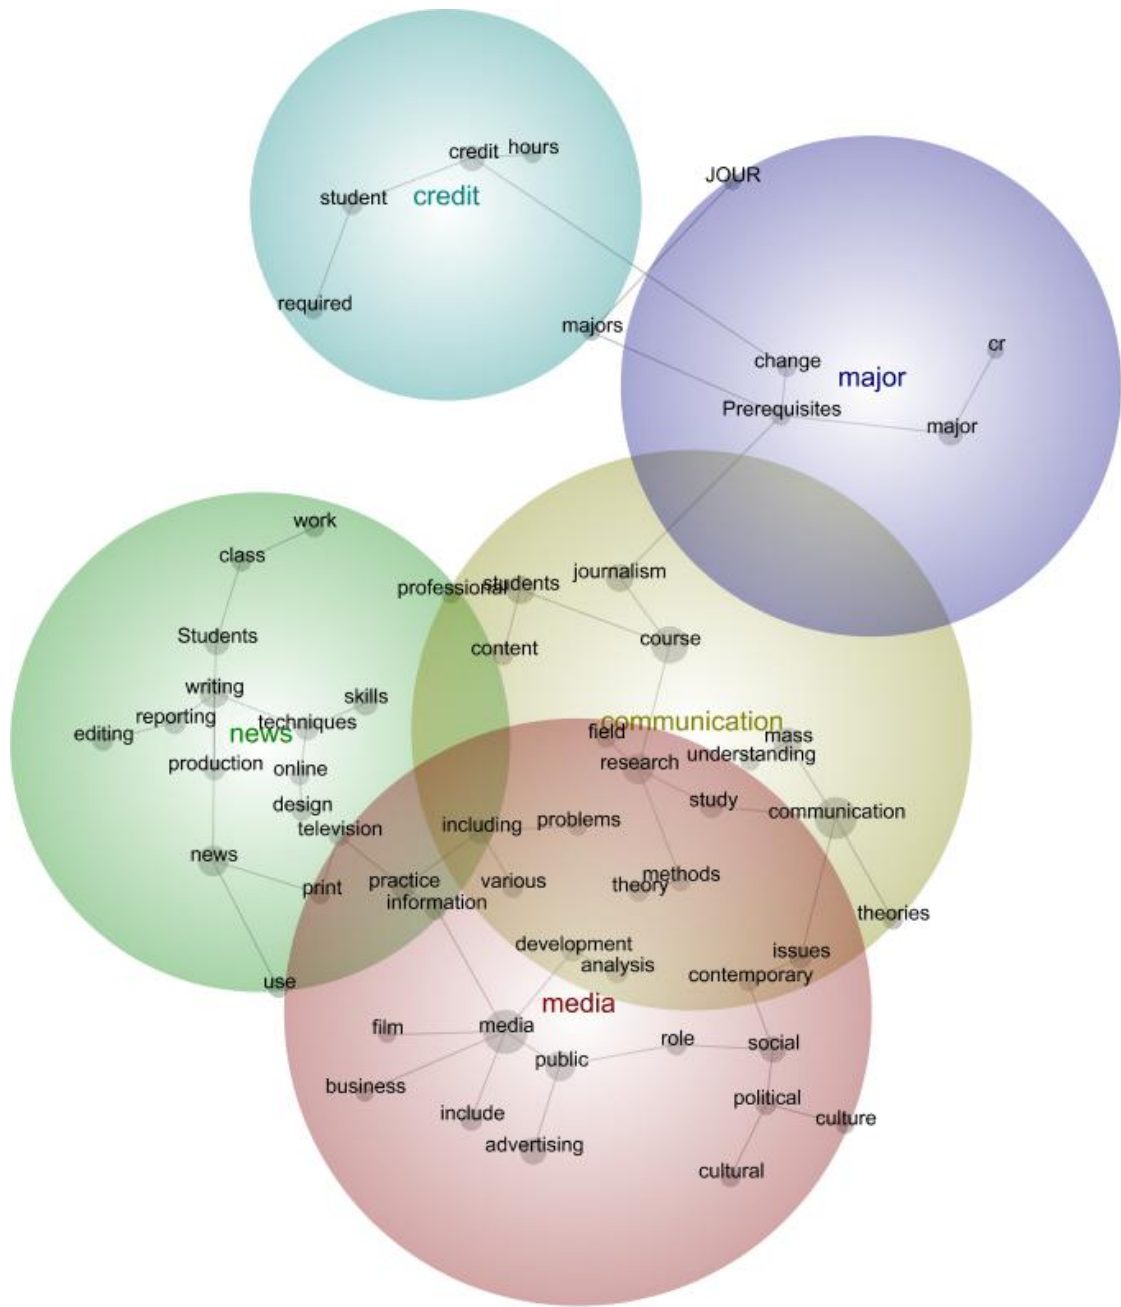 credit hours
JOUR
student credit
required
majors
cr
change
major
Prerequisites
major
work
class
journalism
professional
students
Students
course
content
writing
skills
reporting
techniques
editing
news
communication
field
mass
understanding
production
online
research
design
study
communication
television
including
problems
news
print
practice
various
methods
theory
information
theories
development
issues
analysis
contemporary
use
media
film
media
role
social
public
business
political
include
culture
advertising
cultural